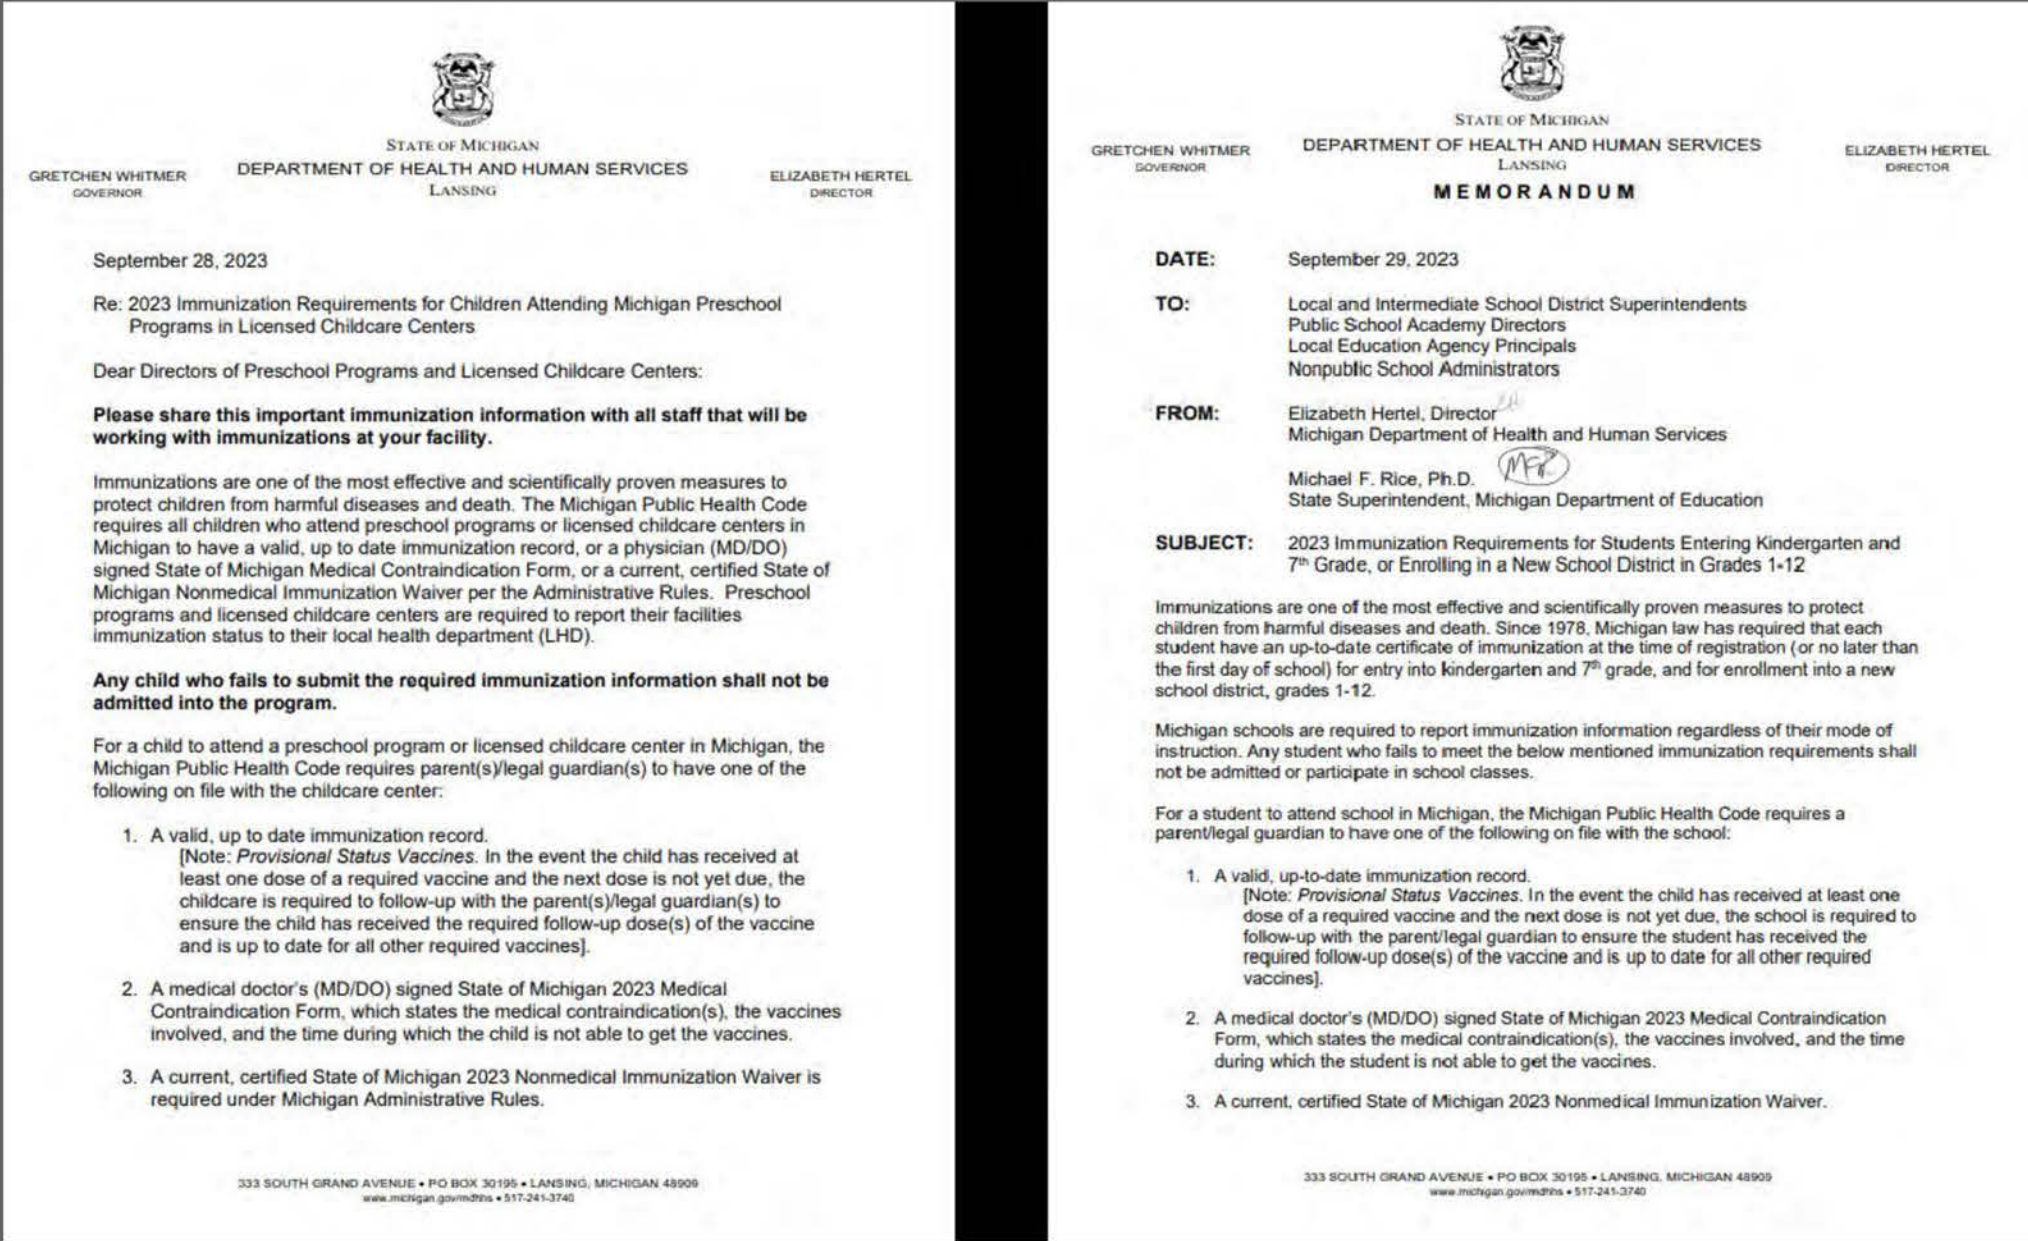 STATE OF MICHIGAN
GRETCHEN WHITMER
GOVERNOR
DEPARTMENT OF HEALTH AND HUMAN SERVICES
LANSING
ELIZABETH HERTEL
DIRECTOR
September 28, 2023
Re: 2023 Immunization Requirements for Children Attending Michigan Preschool
Programs in Licensed Childcare Centers
Dear Directors of Preschool Programs and Licensed Childcare Centers:
Please share this important immunization information with all staff that will be
working with immunizations at your facility.
Immunizations are one of the most effective and scientifically proven measures to
protect children from harmful diseases and death. The Michigan Public Health Code
requires all children who attend preschool programs or licensed childcare centers in
Michigan to have a valid, up to date immunization record, or a physician (MD/DO)
signed State of Michigan Medical Contraindication Form, or a current, certified State of
Michigan Nonmedical Immunization Waiver per the Administrative Rules. Preschool
programs and licensed childcare centers are required to report their facilities
immunization status to their local health department (LHD).
Any child who fails to submit the required immunization information shall not be
admitted into the program.
For a child to attend a preschool program or licensed childcare center in Michigan, the
Michigan Public Health Code requires parent(s)/legal guardian(s) to have one of the
following on file with the childcare center:
1. A valid, up to date immunization record.
[Note: Provisional Status Vaccines. In the event the child has received at
least one dose of a required vaccine and the next dose is not yet due, the
childcare is required to follow-up with the parent(s)/legal guardian(s) to
ensure the child has received the required follow-up dose(s) of the vaccine
and is up to date for all other required vaccines].
2. A medical doctor's (MD/DO) signed State of Michigan 2023 Medical
Contraindication Form, which states the medical contraindication(s), the vaccines
involved, and the time during which the child is not able to get the vaccines.
3. A current, certified State of Michigan 2023 Nonmedical Immunization Waiver is
required under Michigan Administrative Rules.
333 SOUTH GRAND AVENUE • PO BOX 30195 • LANSING, MICHIGAN 48909
www.michigan.gov/mdhhs • 517-241-3740
STATE OF MICHIGAN
GRETCHEN WHITMER
GOVERNOR
DEPARTMENT OF HEALTH AND HUMAN SERVICES
LANSING
ELIZABETH HERTEL
DIRECTOR
MEMORANDUM
DATE: September 29, 2023
TO: Local and Intermediate School District Superintendents
Public School Academy Directors
Local Education Agency Principals
Nonpublic School Administrators
FROM: Elizabeth Hertel, Director
Michigan Department of Health and Human Services
Michael F. Rice, Ph.D. MFR
State Superintendent, Michigan Department of Education
SUBJECT: 2023 Immunization Requirements for Students Entering Kindergarten and
7th Grade, or Enrolling in a New School District in Grades 1-12
Immunizations are one of the most effective and scientifically proven measures to protect
children from harmful diseases and death. Since 1978, Michigan law has required that each
student have an up-to-date certificate of immunization at the time of registration (or no later than
the first day of school) for entry into kindergarten and 7th grade, and for enrollment into a new
school district, grades 1-12.
Michigan schools are required to report immunization information regardless of their mode of
instruction. Any student who fails to meet the below mentioned immunization requirements shall
not be admitted or participate in school classes.
For a student to attend school in Michigan, the Michigan Public Health Code requires a
parent/legal guardian to have one of the following on file with the school:
1. A valid, up-to-date immunization record.
[Note: Provisional Status Vaccines. In the event the child has received at least one
dose of a required vaccine and the next dose is not yet due, the school is required to
follow-up with the parent/legal guardian to ensure the student has received the
required follow-up dose(s) of the vaccine and is up to date for all other required
vaccines].
2. A medical doctor's (MD/DO) signed State of Michigan 2023 Medical Contraindication
Form, which states the medical contraindication(s), the vaccines involved, and the time
during which the student is not able to get the vaccines.
3. A current, certified State of Michigan 2023 Nonmedical Immunization Waiver.
333 SOUTH GRAND AVENUE • PO BOX 30195 • LANSING, MICHIGAN 48909
www.michigan.gov/mdhhs • 517-241-3740